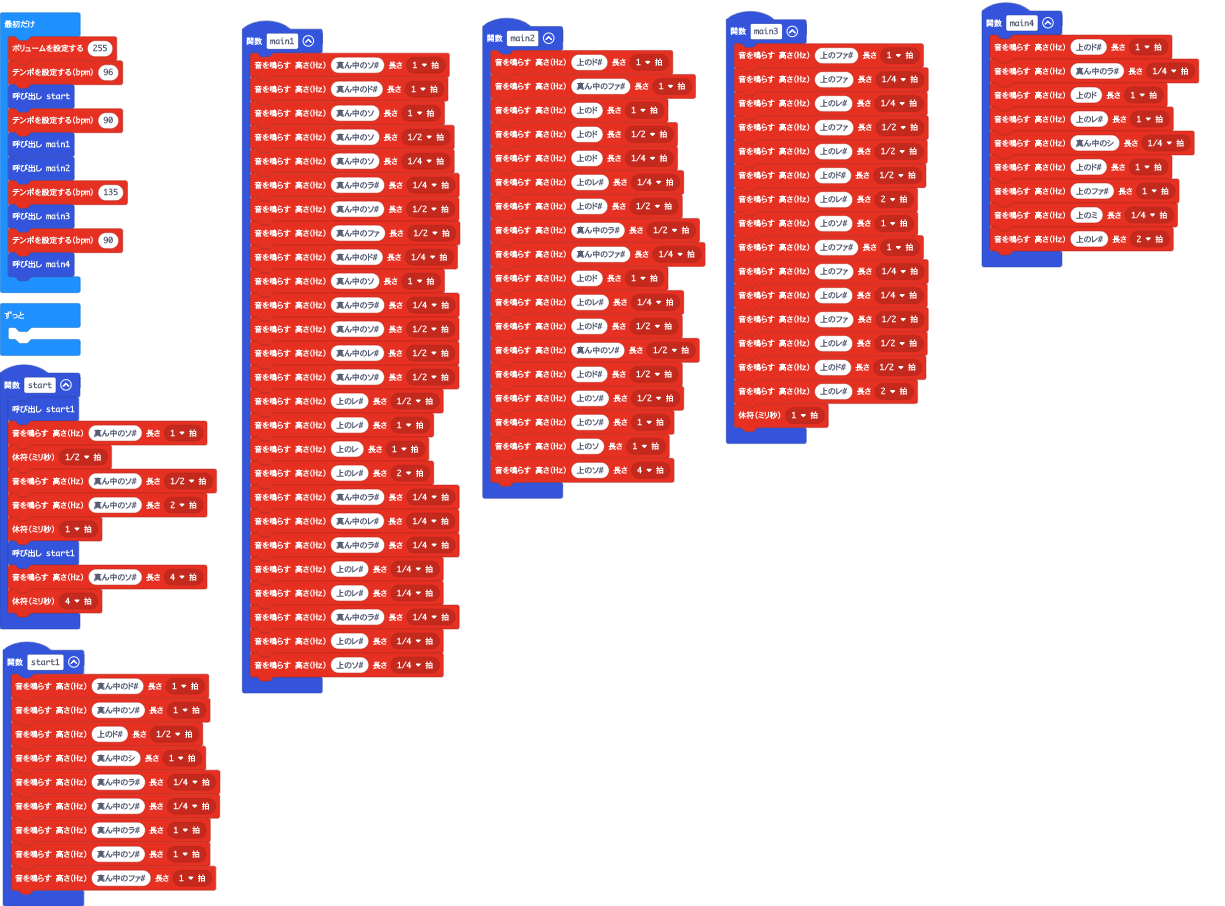 最初だけ
ボリュームを設定する 255
テンポを設定する(bpm) 96
呼び出し start
テンポを設定する(bpm) 90
呼び出し main1
呼び出し main2
テンポを設定する(bpm) 135
呼び出し main3
テンポを設定する(bpm) 90
呼び出し main4
ずっと
関数 start
呼び出し start1
音を鳴らす 高さ(Hz) 真ん中のソ# 長さ 1 拍
休符(ミリ秒) 1/2 拍
音を鳴らす 高さ(Hz) 真ん中のソ# 長さ 1/2 拍
音を鳴らす 高さ(Hz) 真ん中のソ# 長さ 2 拍
休符(ミリ秒) 1 拍
呼び出し start1
音を鳴らす 高さ(Hz) 真ん中のソ# 長さ 4 拍
休符(ミリ秒) 4 拍
関数 start1
音を鳴らす 高さ(Hz) 真ん中のド# 長さ 1 拍
音を鳴らす 高さ(Hz) 真ん中のソ# 長さ 1 拍
音を鳴らす 高さ(Hz) 上のド# 長さ 1/2 拍
音を鳴らす 高さ(Hz) 真ん中のシ 長さ 1 拍
音を鳴らす 高さ(Hz) 真ん中のラ# 長さ 1/4 拍
音を鳴らす 高さ(Hz) 真ん中のソ# 長さ 1/4 拍
音を鳴らす 高さ(Hz) 真ん中のラ# 長さ 1 拍
音を鳴らす 高さ(Hz) 真ん中のソ# 長さ 1 拍
音を鳴らす 高さ(Hz) 真ん中のファ# 長さ 1 拍
関数 main1
音を鳴らす 高さ(Hz) 真ん中のソ# 長さ 1 拍
音を鳴らす 高さ(Hz) 真ん中のド# 長さ 1 拍
音を鳴らす 高さ(Hz) 真ん中のソ 長さ 1 拍
音を鳴らす 高さ(Hz) 真ん中のソ 長さ 1/2 拍
音を鳴らす 高さ(Hz) 真ん中のソ 長さ 1/4 拍
音を鳴らす 高さ(Hz) 真ん中のラ# 長さ 1/4 拍
音を鳴らす 高さ(Hz) 真ん中のソ# 長さ 1/2 拍
音を鳴らす 高さ(Hz) 真ん中のファ 長さ 1/2 拍
音を鳴らす 高さ(Hz) 真ん中のド# 長さ 1/4 拍
音を鳴らす 高さ(Hz) 真ん中のソ 長さ 1 拍
音を鳴らす 高さ(Hz) 真ん中のラ# 長さ 1/4 拍
音を鳴らす 高さ(Hz) 真ん中のソ# 長さ 1/2 拍
音を鳴らす 高さ(Hz) 真ん中のレ# 長さ 1/2 拍
音を鳴らす 高さ(Hz) 真ん中のソ# 長さ 1/2 拍
音を鳴らす 高さ(Hz) 上のレ# 長さ 1/2 拍
音を鳴らす 高さ(Hz) 上のレ# 長さ 1 拍
音を鳴らす 高さ(Hz) 上のレ 長さ 1 拍
音を鳴らす 高さ(Hz) 上のレ# 長さ 2 拍
音を鳴らす 高さ(Hz) 真ん中のラ# 長さ 1/4 拍
音を鳴らす 高さ(Hz) 真ん中のレ# 長さ 1/4 拍
音を鳴らす 高さ(Hz) 真ん中のラ# 長さ 1/4 拍
音を鳴らす 高さ(Hz) 上のレ# 長さ 1/4 拍
音を鳴らす 高さ(Hz) 上のレ# 長さ 1/4 拍
音を鳴らす 高さ(Hz) 真ん中のラ# 長さ 1/4 拍
音を鳴らす 高さ(Hz) 上のレ# 長さ 1/4 拍
音を鳴らす 高さ(Hz) 上のソ# 長さ 1/4 拍
関数 main2
音を鳴らす 高さ(Hz) 上のド# 長さ 1 拍
音を鳴らす 高さ(Hz) 真ん中のファ# 長さ 1 拍
音を鳴らす 高さ(Hz) 上のド 長さ 1 拍
音を鳴らす 高さ(Hz) 上のド 長さ 1/2 拍
音を鳴らす 高さ(Hz) 上のド 長さ 1/4 拍
音を鳴らす 高さ(Hz) 上のレ# 長さ 1/4 拍
音を鳴らす 高さ(Hz) 上のド# 長さ 1/2 拍
音を鳴らす 高さ(Hz) 真ん中のラ# 長さ 1/2 拍
音を鳴らす 高さ(Hz) 真ん中のファ# 長さ 1/4 拍
音を鳴らす 高さ(Hz) 上のド 長さ 1 拍
音を鳴らす 高さ(Hz) 上のレ# 長さ 1/4 拍
音を鳴らす 高さ(Hz) 上のド# 長さ 1/2 拍
音を鳴らす 高さ(Hz) 真ん中のソ# 長さ 1/2 拍
音を鳴らす 高さ(Hz) 上のド# 長さ 1/2 拍
音を鳴らす 高さ(Hz) 上のソ# 長さ 1/2 拍
音を鳴らす 高さ(Hz) 上のソ# 長さ 1 拍
音を鳴らす 高さ(Hz) 上のソ 長さ 1 拍
音を鳴らす 高さ(Hz) 上のソ# 長さ 4 拍
関数 main3
音を鳴らす 高さ(Hz) 上のファ# 長さ 1 拍
音を鳴らす 高さ(Hz) 上のファ 長さ 1/4 拍
音を鳴らす 高さ(Hz) 上のレ# 長さ 1/4 拍
音を鳴らす 高さ(Hz) 上のファ 長さ 1/2 拍
音を鳴らす 高さ(Hz) 上のレ# 長さ 1/2 拍
音を鳴らす 高さ(Hz) 上のド# 長さ 1/2 拍
音を鳴らす 高さ(Hz) 上のレ# 長さ 2 拍
音を鳴らす 高さ(Hz) 上のソ# 長さ 1 拍
音を鳴らす 高さ(Hz) 上のファ# 長さ 1 拍
音を鳴らす 高さ(Hz) 上のファ 長さ 1/4 拍
音を鳴らす 高さ(Hz) 上のレ# 長さ 1/4 拍
音を鳴らす 高さ(Hz) 上のファ 長さ 1/2 拍
音を鳴らす 高さ(Hz) 上のレ# 長さ 1/2 拍
音を鳴らす 高さ(Hz) 上のド# 長さ 1/2 拍
音を鳴らす 高さ(Hz) 上のレ# 長さ 2 拍
休符(ミリ秒) 1 拍
関数 main4
音を鳴らす 高さ(Hz) 上のド# 長さ 1 拍
音を鳴らす 高さ(Hz) 真ん中のラ# 長さ 1/4 拍
音を鳴らす 高さ(Hz) 上のド 長さ 1 拍
音を鳴らす 高さ(Hz) 上のレ# 長さ 1 拍
音を鳴らす 高さ(Hz) 真ん中のシ 長さ 1/4 拍
音を鳴らす 高さ(Hz) 上のド# 長さ 1 拍
音を鳴らす 高さ(Hz) 上のファ# 長さ 1 拍
音を鳴らす 高さ(Hz) 上のミ 長さ 1/4 拍
音を鳴らす 高さ(Hz) 上のレ# 長さ 2 拍